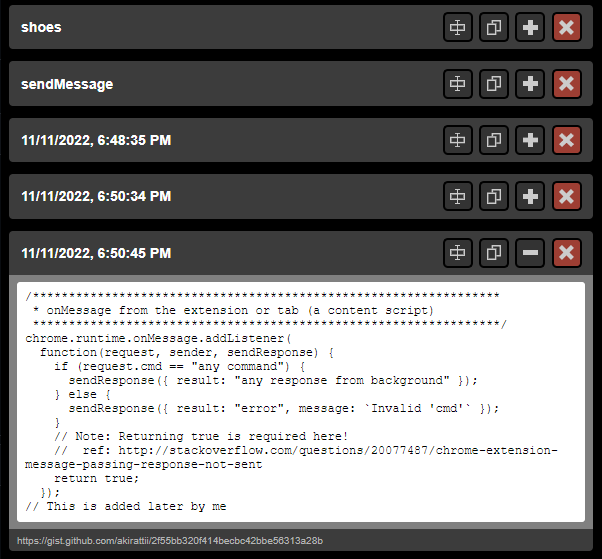 shoes
sendMessage
11/11/2022, 6:48:35 PM
11/11/2022, 6:50:34 PM
11/11/2022, 6:50:45 PM
/*****************************************************************
 * onMessage from the extension or tab (a content script)
 *****************************************************************/
chrome.runtime.onMessage.addListener(
  function(request, sender, sendResponse) {
    if (request.cmd == "any command") {
      sendResponse({ result: "any response from background" });
    } else {
      sendResponse({ result: "error", message: `Invalid 'cmd'` });
    }
    // Note: Returning true is required here!
    //  ref: http://stackoverflow.com/questions/20077487/chrome-extension-
message-passing-response-not-sent
    return true;
  });
// This is added later by me
https://gist.github.com/akirattii/2f55bb320f414becbc42bbe56313a28b